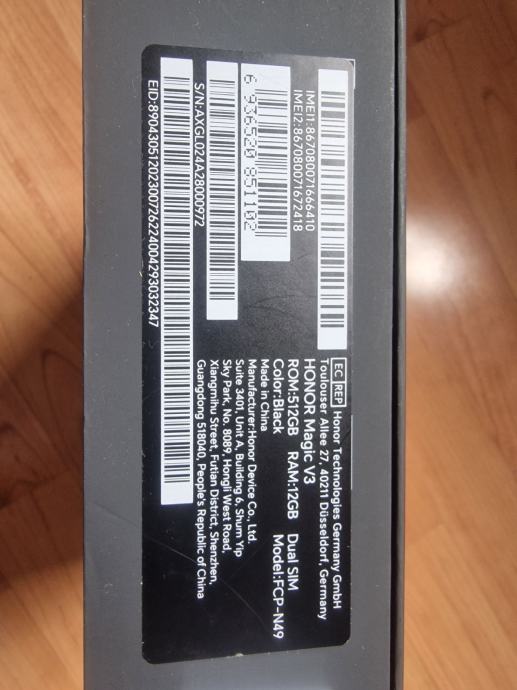 IMEI1:867080071666410
IMEI2:867080071672418
6 936520 851102
S/N:AXGL024A28000972
EID:89043051202300726224004293032347
EC REP Honor Technologies Germany GmbH
Toulouser Allee 27, 40211 Düsseldorf, Germany
HONOR Magic V3
ROM:512GB RAM:12GB Dual SIM
Color:Black Model:FCP-N49
Made in China
Manufacturer:Honor Device Co., Ltd.
Suite 3401, Unit A, Building 6, Shum Yip
Sky Park, No. 8089, Hongli West Road,
Xiangmihu Street, Futian District, Shenzhen,
Guangdong 518040, People's Republic of China